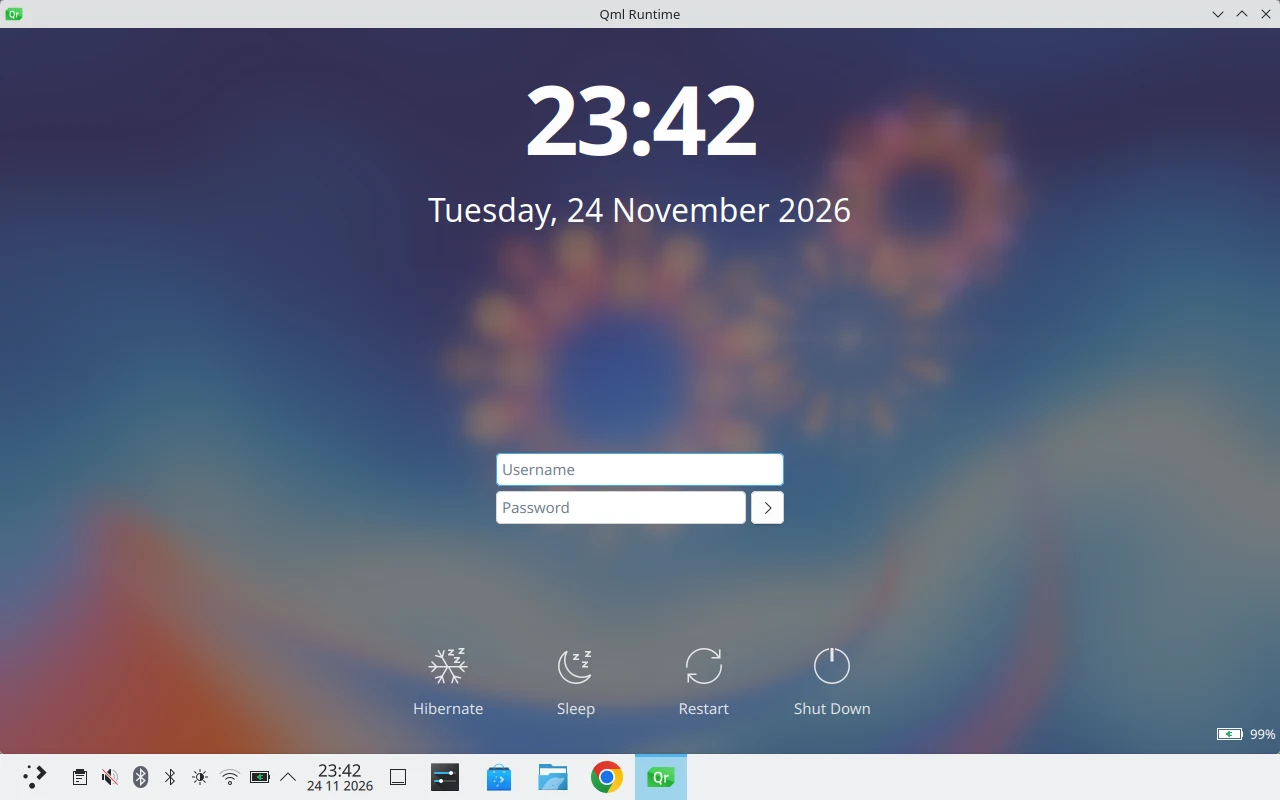 Qml Runtime
23:42
Tuesday, 24 November 2026
Username
Password
Hibernate
Sleep
Restart
Shut Down
99%
23:42
24 11 2026
Qr